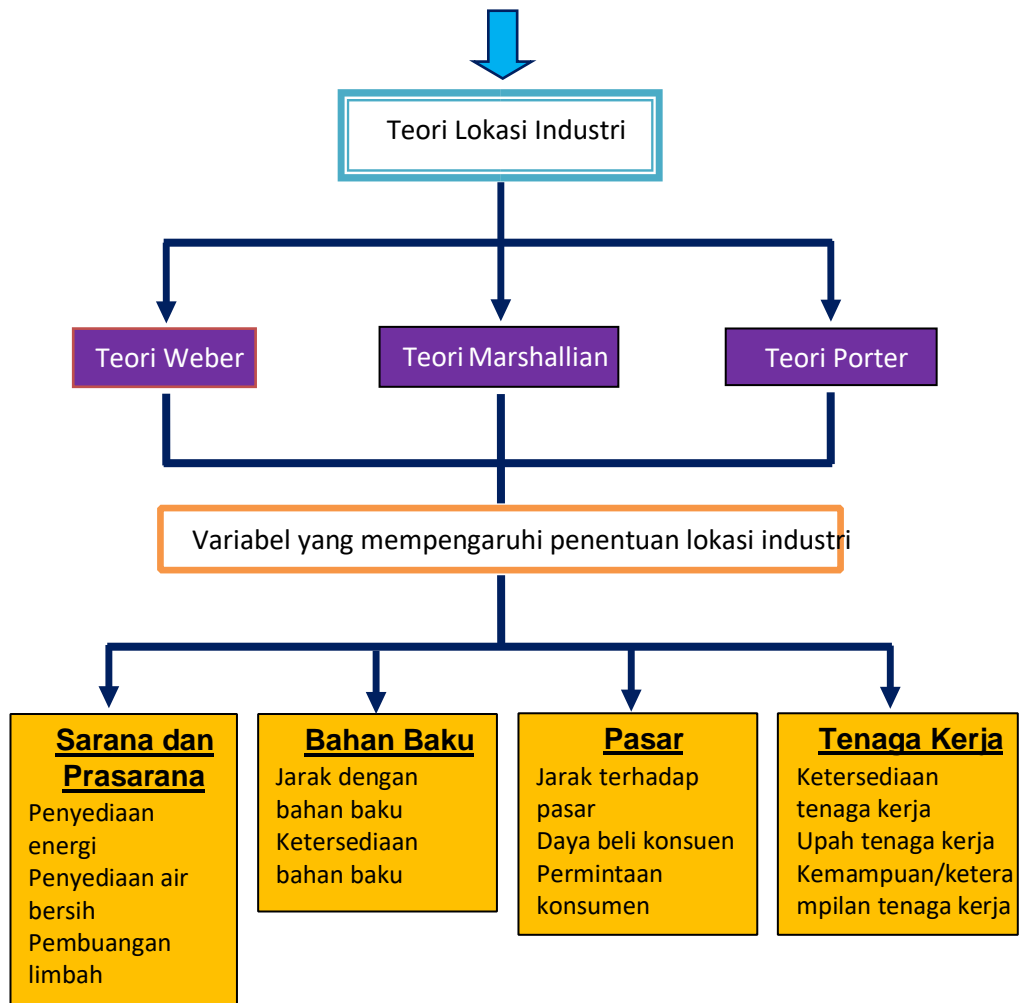 Teori Lokasi Industri
Teori Weber
Teori Marshallian
Teori Porter
Variabel yang mempengaruhi penentuan lokasi industri
Sarana dan
Prasarana
Penyediaan
energi
Penyediaan air
bersih
Pembuangan
limbah
Bahan Baku
Jarak dengan
bahan baku
Ketersediaan
bahan baku
Pasar
Jarak terhadap
pasar
Daya beli konsuen
Permintaan
konsumen
Tenaga Kerja
Ketersediaan
tenaga kerja
Upah tenaga kerja
Kemampuan/ketera
mpilan tenaga kerja